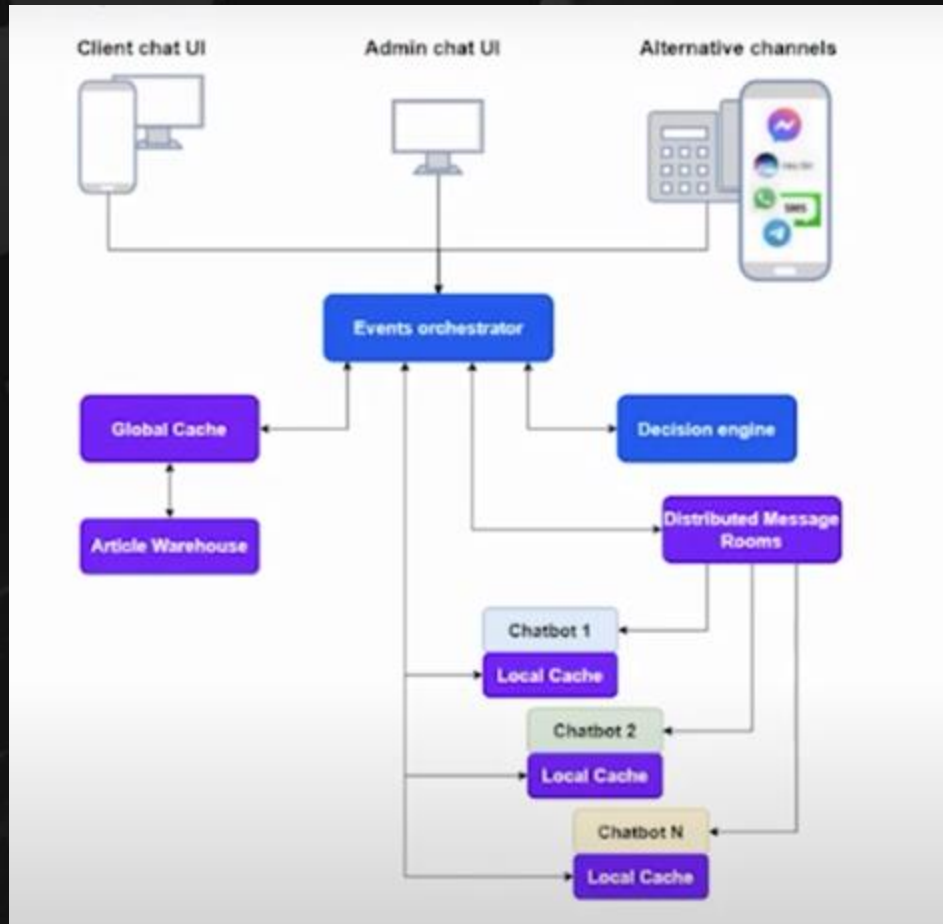 Client chat UI
Admin chat UI
Alternative channels
SMS
Events orchestrator
Global Cache
Decision engine
Article Warehouse
Distributed Message
Rooms
Chatbot 1
Local Cache
Chatbot 2
Local Cache
Chatbot N
Local Cache